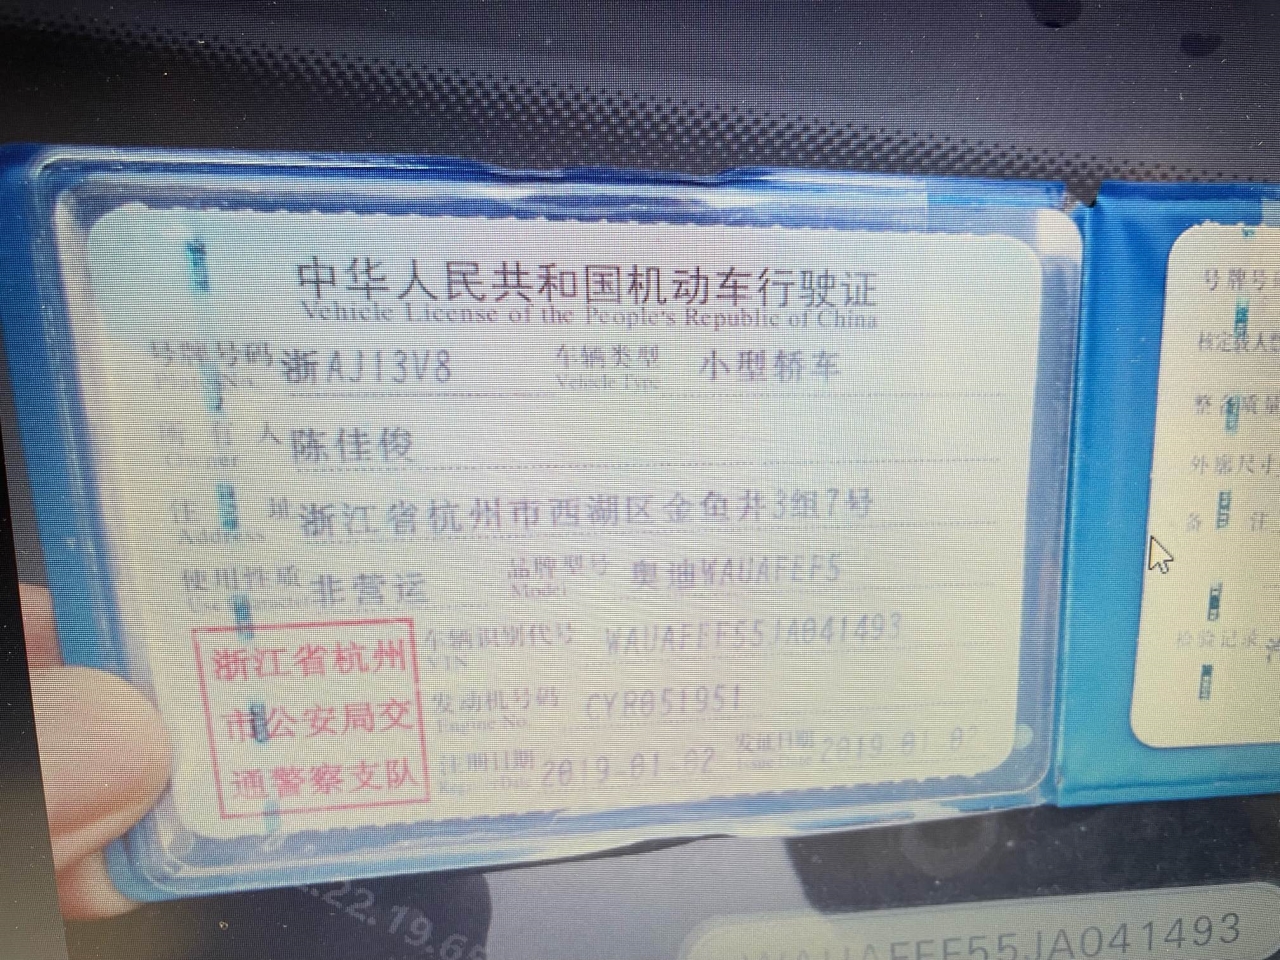 中华人民共和国机动车行驶证
Vehicle License of the People's Republic of China
号牌号码 浙AJ13V8 车辆类型 小型轿车
Vehicle Type
人 陈佳俊
Owner
住 址 浙江省杭州市西湖区金鱼井3组7号
Address
使用性质 非营运 品牌型号 奥迪WAUAFEF5
Use Character Model
浙江省杭州
市公安局交
通警察支队
车辆识别代号 WAUAFEF55JA041493
VIN
发动机号码 CYR051951
Engine No.
注册日期 2019-01-02 发证日期 2019-01-02
号牌号
核定载人数
整备质量
外廓尺寸
备 注
检验记录
.22.19.65
WAUAFEF55JA041493